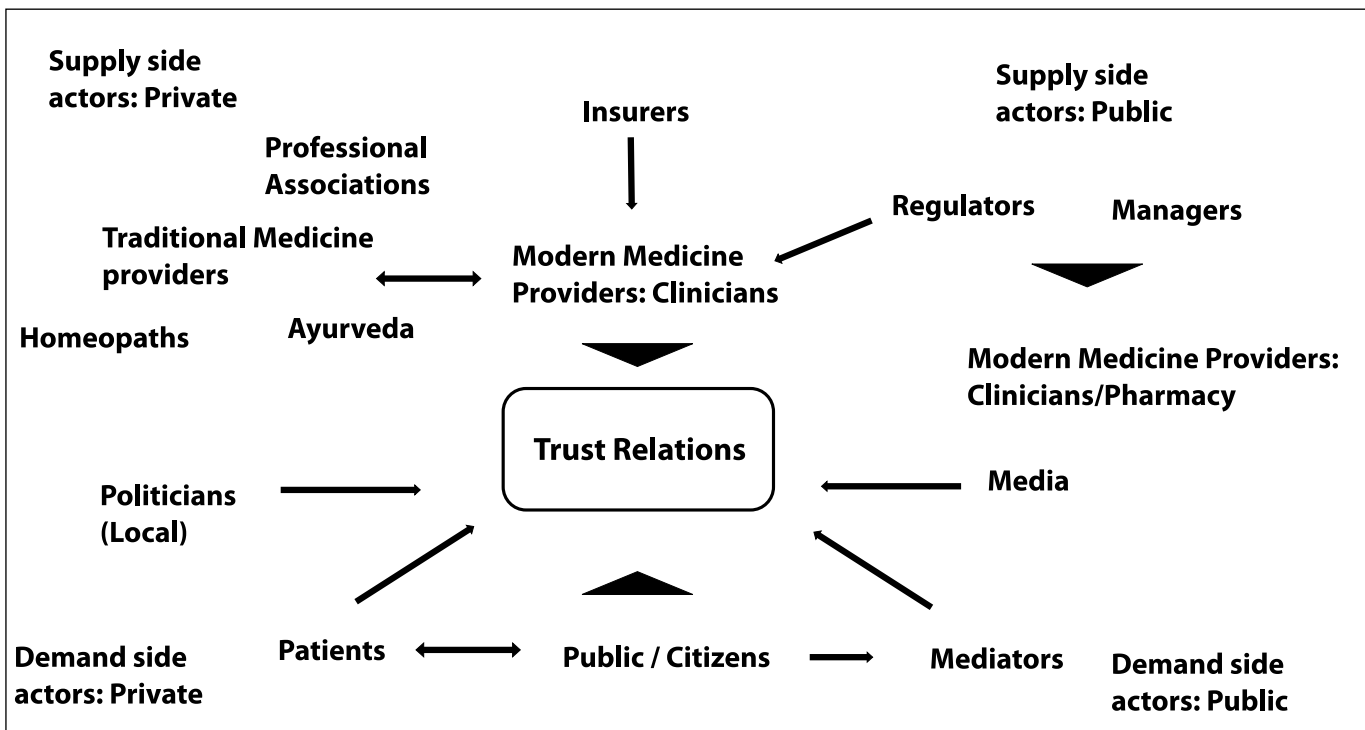 Supply side
actors: Private
Supply side
actors: Public
Insurers
Professional
Associations
Regulators
Managers
Traditional Medicine
providers
Modern Medicine
Providers: Clinicians
Homeopaths
Ayurveda
Modern Medicine Providers:
Clinicians/Pharmacy
Trust Relations
Politicians
(Local)
Media
Patients
Public / Citizens
Mediators
Demand side
actors: Private
Demand side
actors: Public